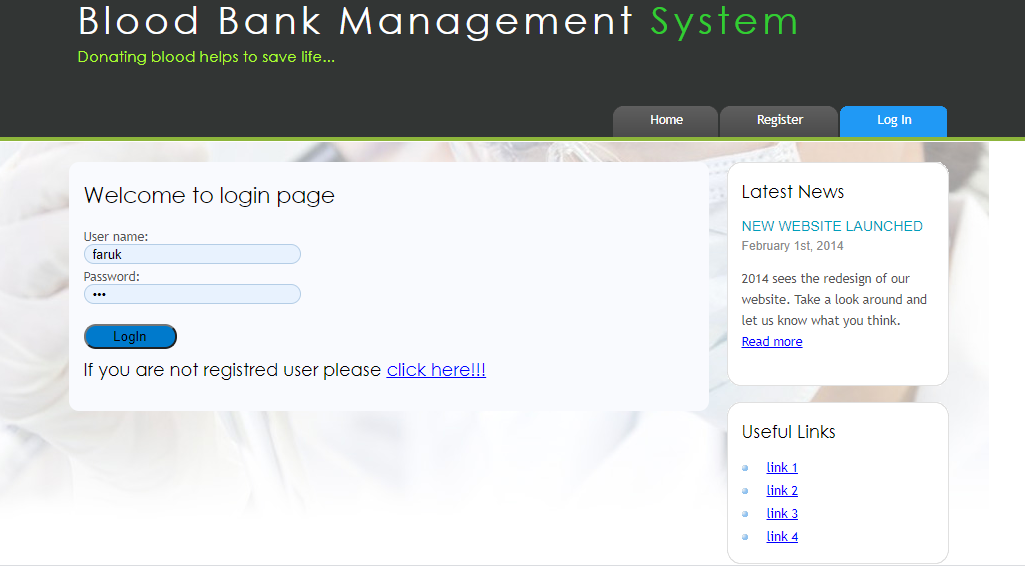 Blood Bank Management System
Donating blood helps to save life...
Home Register Log In
Welcome to login page
User name:
faruk
Password:
•••
LogIn
If you are not registred user please click here!!!
Latest News
NEW WEBSITE LAUNCHED
February 1st, 2014
2014 sees the redesign of our
website. Take a look around and
let us know what you think.
Read more
Useful Links
link 1
link 2
link 3
link 4